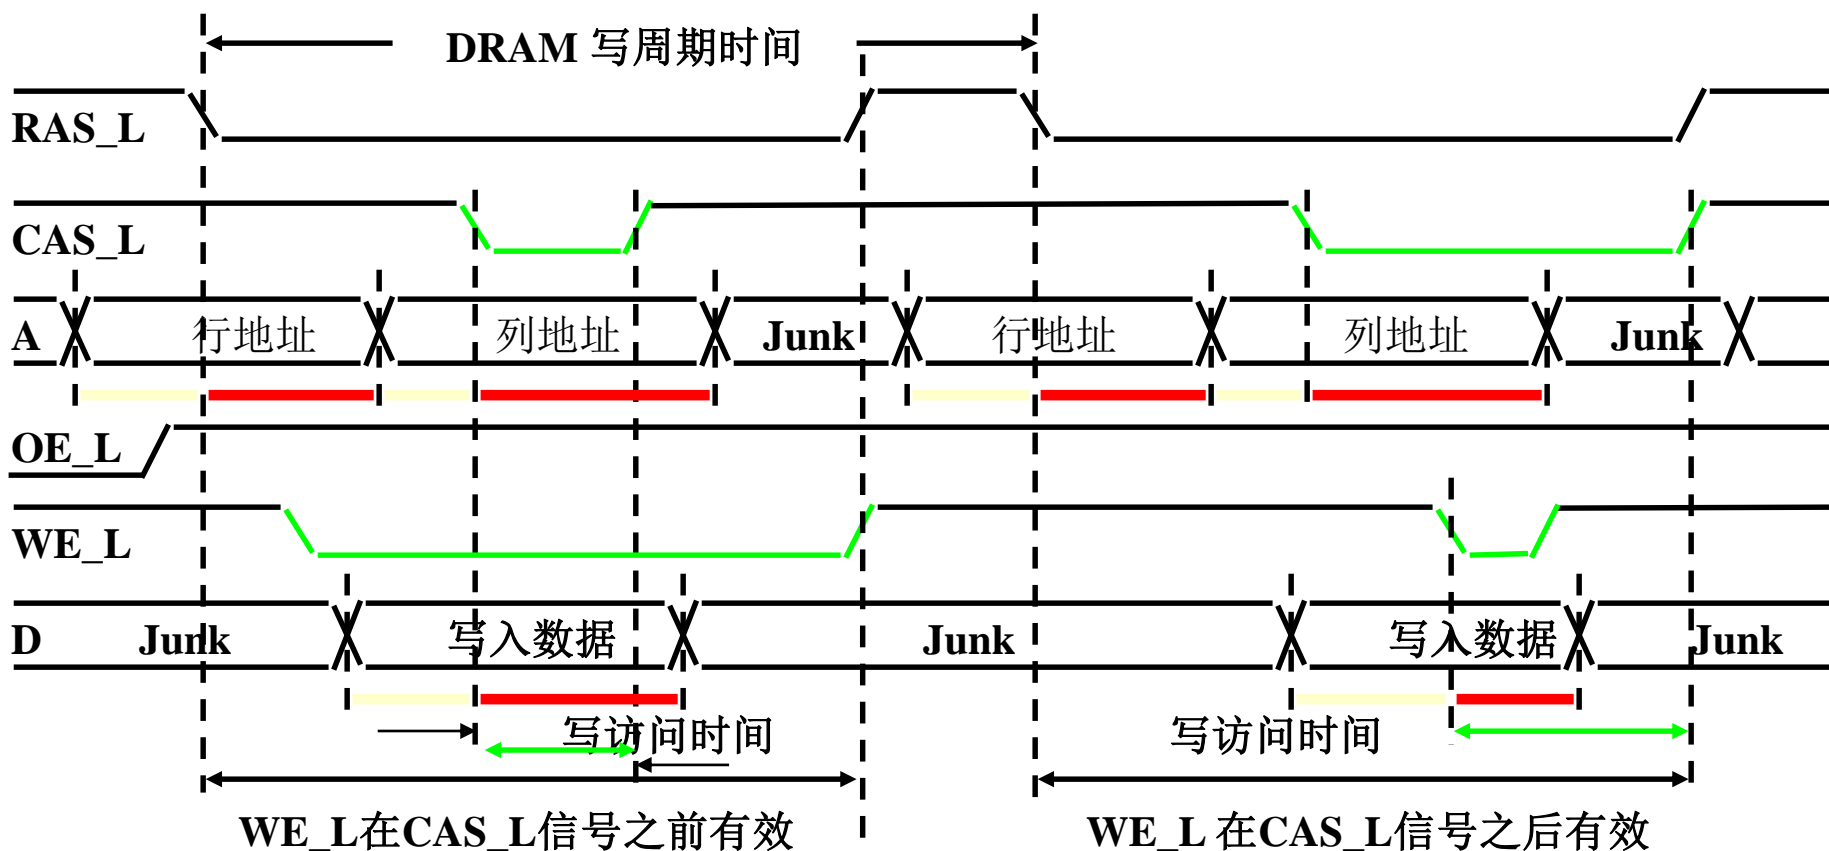 DRAM 写周期时间
RAS_L
CAS_L
A 行地址 列地址 Junk 行地址 列地址 Junk
OE_L
WE_L
D Junk 写入数据 Junk 写入数据 Junk
写访问时间 写访问时间
WE_L在CAS_L信号之前有效 WE_L 在CAS_L信号之后有效